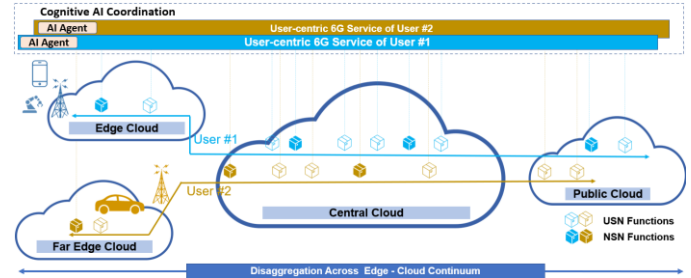 Cognitive AI Coordination
AI Agent
User-centric 6G Service of User #2
AI Agent
User-centric 6G Service of User #1
Edge Cloud
User #1
User #2
Central Cloud
Public Cloud
Far Edge Cloud
USN Functions
NSN Functions
Disaggregation Across Edge - Cloud Continuum